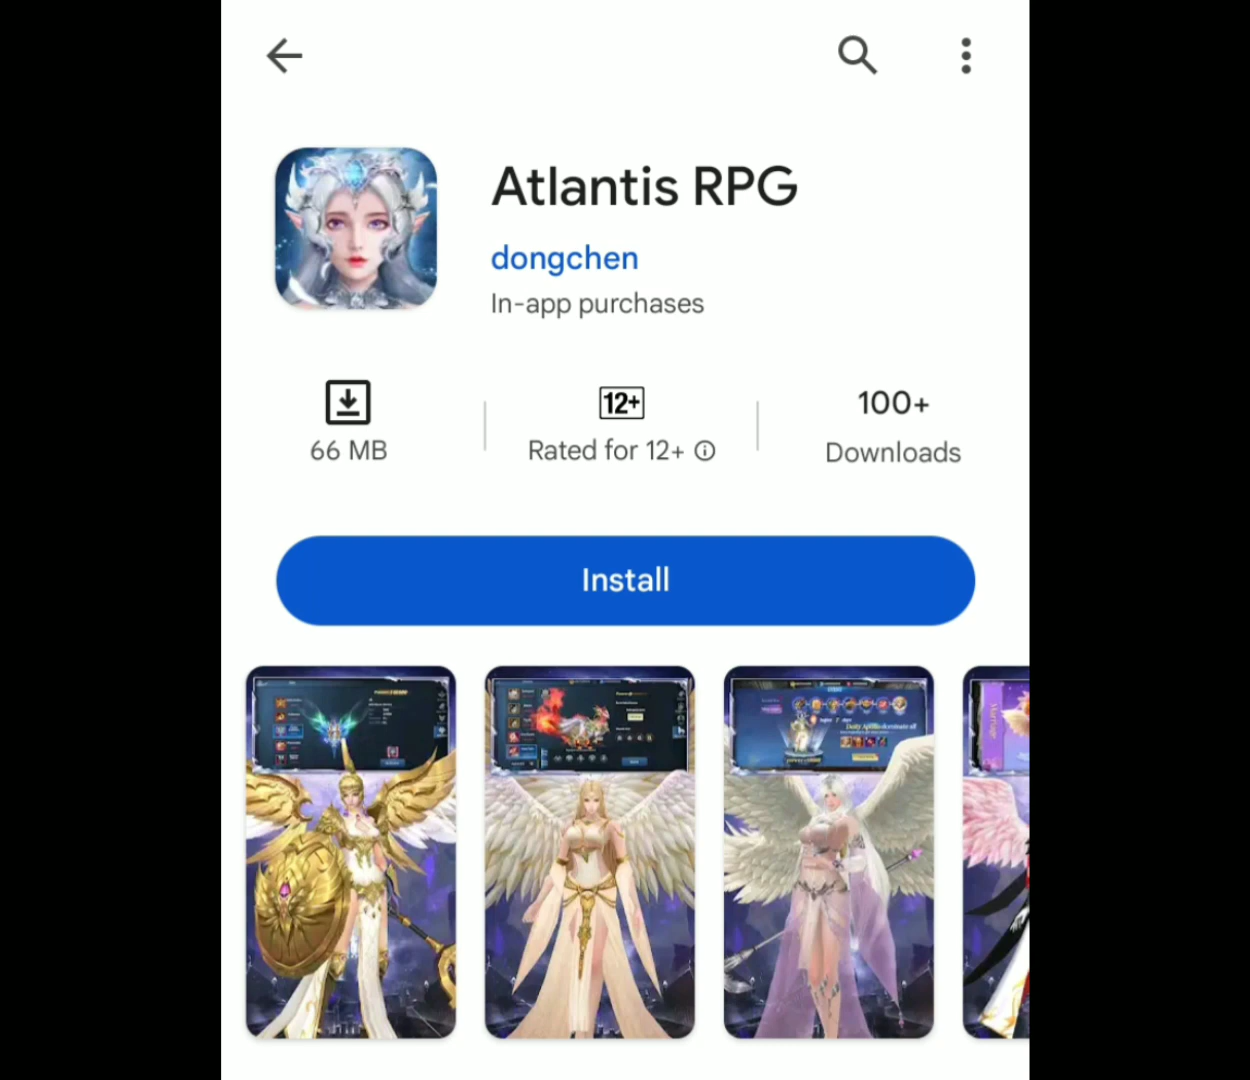 Atlantis RPG
dongchen
In-app purchases
12+
100+
66 MB
Rated for 12+
Downloads
Install